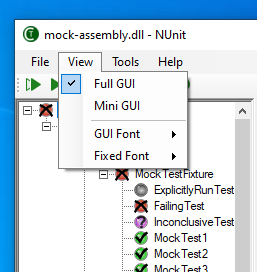 mock-assembly.dll - NUnit
File View Tools Help
Full GUI
Mini GUI
GUI Font
Fixed Font
MockTestFixture
ExplicitlyRunTest
FailingTest
InconclusiveTest
MockTest1
MockTest2
MockTest3